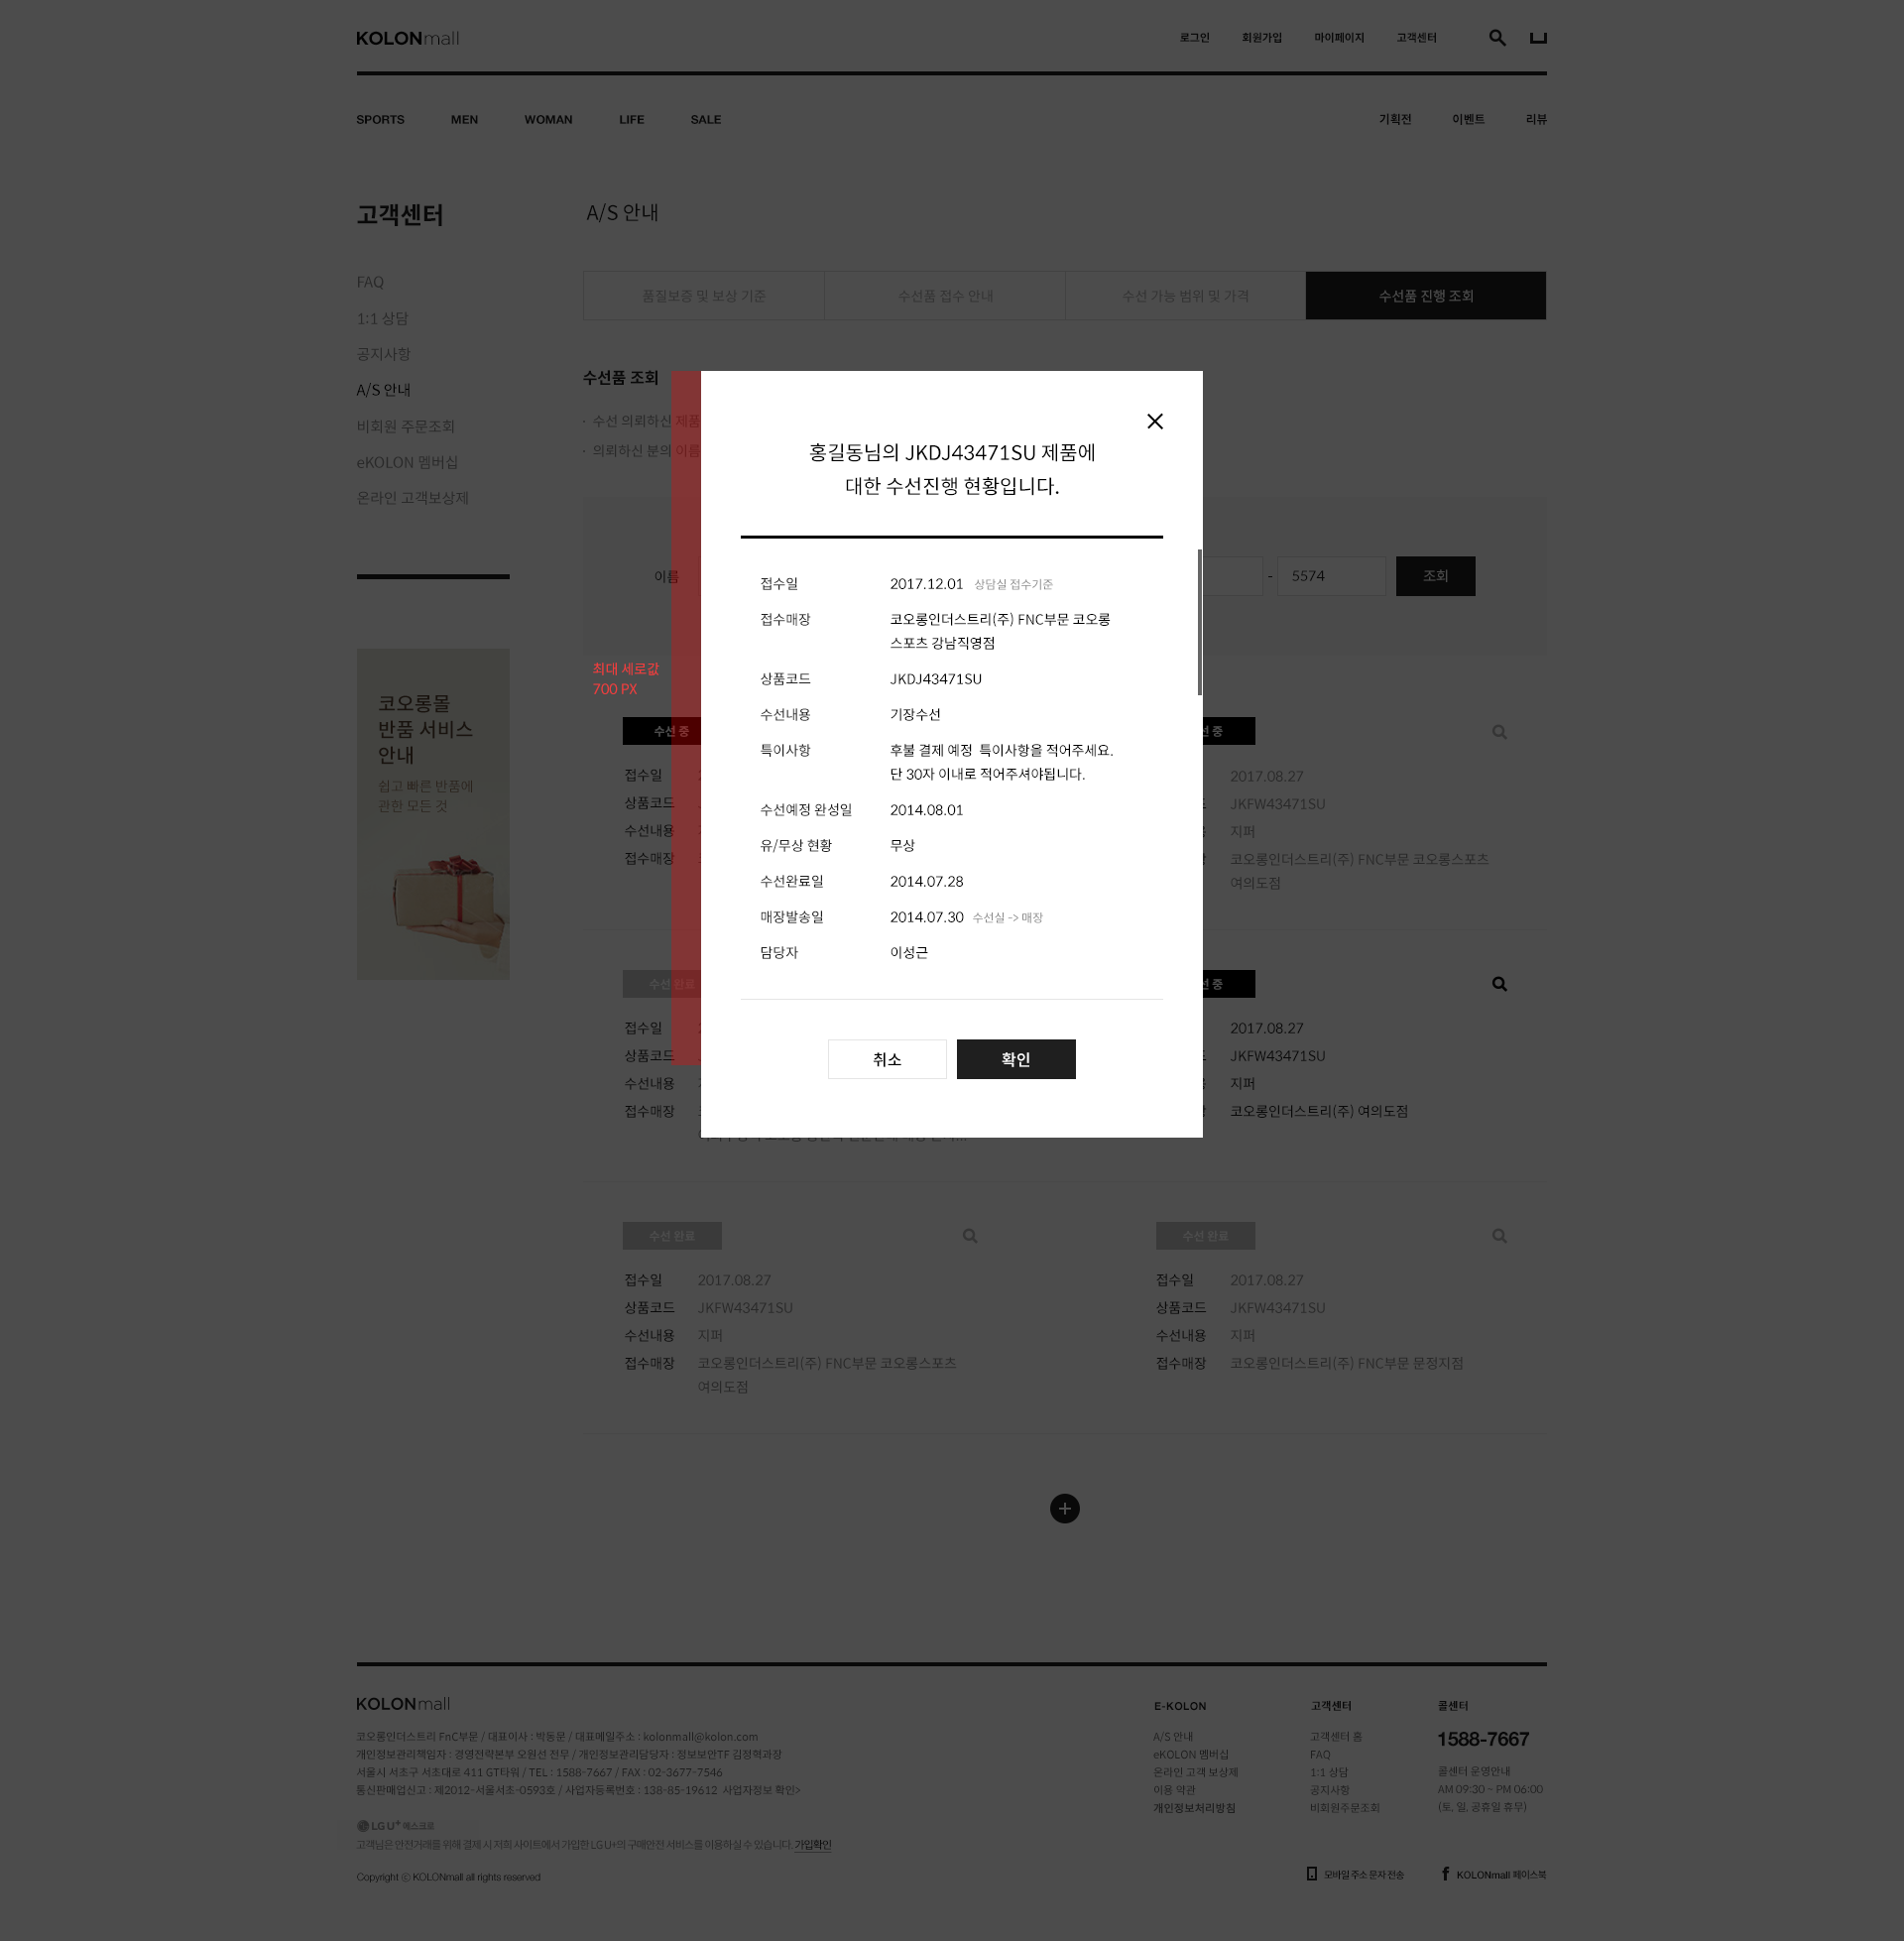 KOLONmall
로그인 회원가입 마이페이지 고객센터
SPORTS MEN WOMAN LIFE SALE
기획전 이벤트 리뷰
고객센터
FAQ
1:1 상담
공지사항
A/S 안내
비회원 주문조회
eKOLON 멤버십
온라인 고객보상제
코오롱몰
반품 서비스
안내
쉽고 빠른 반품에
관한 모든 것
A/S 안내
품질보증 및 보상 기준 수선품 접수 안내 수선 가능 범위 및 가격 수선품 진행 조회
수선품 조회
· 수선 의뢰하신 제품
· 의뢰하신 분의 이름
이름
- 5574 조회
최대 세로값
700 PX
홍길동님의 JKDJ43471SU 제품에
대한 수선진행 현황입니다.
접수일 2017.12.01 상담실 접수기준
접수매장 코오롱인더스트리(주) FNC부문 코오롱
스포츠 강남직영점
상품코드 JKDJ43471SU
수선내용 기장수선
특이사항 후불 결제 예정 특이사항을 적어주세요.
단 30자 이내로 적어주셔야됩니다.
수선예정 완성일 2014.08.01
유/무상 현황 무상
수선완료일 2014.07.28
매장발송일 2014.07.30 수선실 -> 매장
담당자 이성근
취소 확인
수선 중
접수일
상품코드
수선내용
접수매장
중
2017.08.27
JKFW43471SU
지퍼
코오롱인더스트리(주) FNC부문 코오롱스포츠
여의도점
수선 완료
접수일
상품코드
수선내용
접수매장
중
2017.08.27
JKFW43471SU
지퍼
코오롱인더스트리(주) 여의도점
수선 완료
접수일 2017.08.27
상품코드 JKFW43471SU
수선내용 지퍼
접수매장 코오롱인더스트리(주) FNC부문 코오롱스포츠
여의도점
수선 완료
접수일 2017.08.27
상품코드 JKFW43471SU
수선내용 지퍼
접수매장 코오롱인더스트리(주) FNC부문 문정지점
KOLONmall
코오롱인더스트리 FnC부문 / 대표이사 : 박동문 / 대표메일주소 : kolonmall@kolon.com
개인정보관리책임자 : 경영전략본부 오원선 전무 / 개인정보관리담당자 : 정보보안TF 김정혁과장
서울시 서초구 서초대로 411 GT타워 / TEL : 1588-7667 / FAX : 02-3677-7546
통신판매업신고 : 제2012-서울서초-0593호 / 사업자등록번호 : 138-85-19612 사업자정보 확인>
LG U+ 에스크로
고객님은 안전거래를 위해 결제 시 저희 사이트에서 가입한 LG U+의 구매안전 서비스를 이용하실 수 있습니다. 가입확인
Copyright ⓒ KOLONmall all rights reserved
E-KOLON
A/S 안내
eKOLON 멤버십
온라인 고객 보상제
이용 약관
개인정보처리방침
고객센터
고객센터 홈
FAQ
1:1 상담
공지사항
비회원주문조회
콜센터
1588-7667
콜센터 운영안내
AM 09:30 ~ PM 06:00
(토, 일, 공휴일 휴무)
모바일 주소 문자 전송 KOLONmall 페이스북